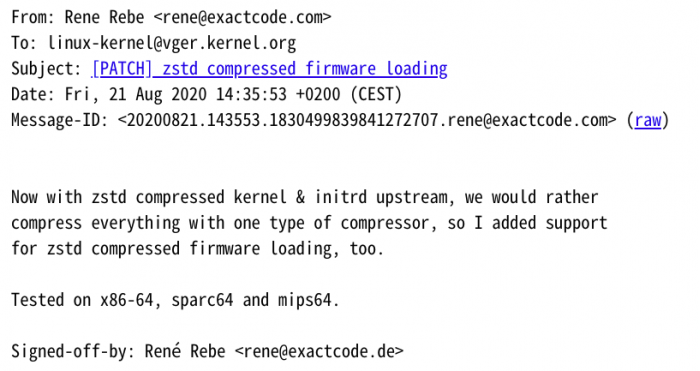 From: Rene Rebe <rene@exactcode.com>
To: linux-kernel@vger.kernel.org
Subject: [PATCH] zstd compressed firmware loading
Date: Fri, 21 Aug 2020 14:35:53 +0200 (CEST)
Message-ID: <20200821.143553.1830499839841272707.rene@exactcode.com> (raw)
Now with zstd compressed kernel & initrd upstream, we would rather
compress everything with one type of compressor, so I added support
for zstd compressed firmware loading, too.
Tested on x86-64, sparc64 and mips64.
Signed-off-by: René Rebe <rene@exactcode.de>